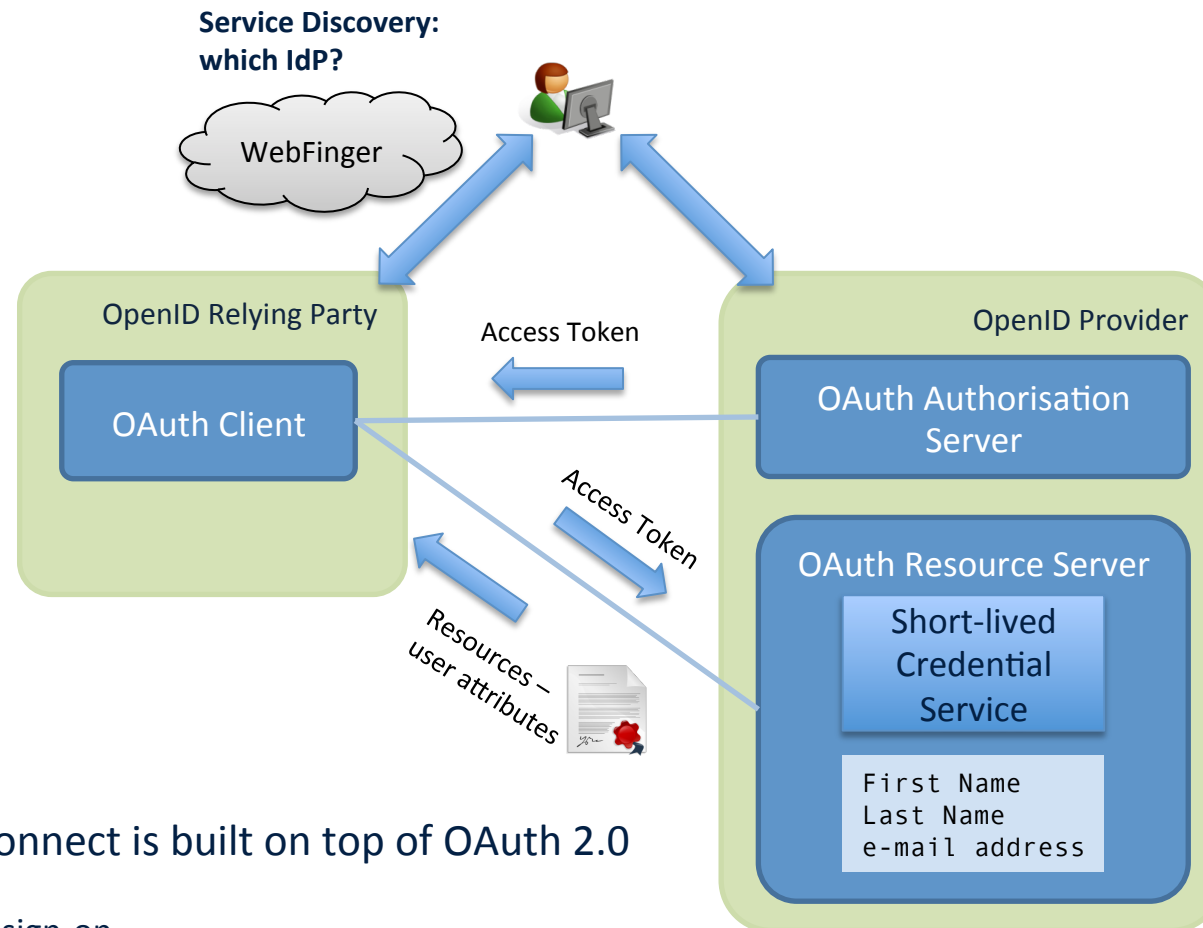 Service Discovery:
which IdP?
WebFinger
OpenID Relying Party
OpenID Provider
Access Token
OAuth Client
OAuth Authorisation
Server
Access Token
Resources –
user attributes
OAuth Resource Server
Short-lived
Credential
Service
First Name
Last Name
e-mail address
onnect is built on top of OAuth 2.0
sign-on